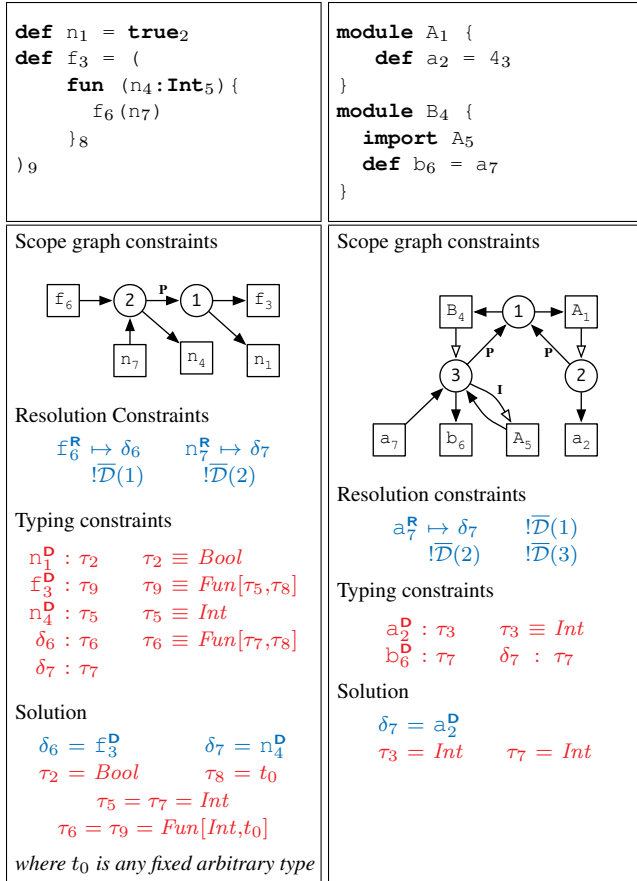 def n₁ = true₂
def f₃ = (
fun (n₄:Int₅){
f₆(n₇)
}₈
)₉
Scope graph constraints
f₆ 2 P 1 f₃
n₇ n₄ n₁
Resolution Constraints
f₆ᴿ ↦ δ₆ n₇ᴿ ↦ δ₇
!D̅(1) !D̅(2)
Typing constraints
n₁ᴰ : τ₂ τ₂ ≡ Bool
f₃ᴰ : τ₉ τ₉ ≡ Fun[τ₅,τ₈]
n₄ᴰ : τ₅ τ₅ ≡ Int
δ₆ : τ₆ τ₆ ≡ Fun[τ₇,τ₈]
δ₇ : τ₇
Solution
δ₆ = f₃ᴰ δ₇ = n₄ᴰ
τ₂ = Bool τ₈ = t₀
τ₅ = τ₇ = Int
τ₆ = τ₉ = Fun[Int,t₀]
where t₀ is any fixed arbitrary type
module A₁ {
def a₂ = 4₃
}
module B₄ {
import A₅
def b₆ = a₇
}
Scope graph constraints
B₄ 1 A₁
P P
3 I 2
a₇ b₆ A₅ a₂
Resolution constraints
a₇ᴿ ↦ δ₇ !D̅(1)
!D̅(2) !D̅(3)
Typing constraints
a₂ᴰ : τ₃ τ₃ ≡ Int
b₆ᴰ : τ₇ δ₇ : τ₇
Solution
δ₇ = a₂ᴰ
τ₃ = Int τ₇ = Int